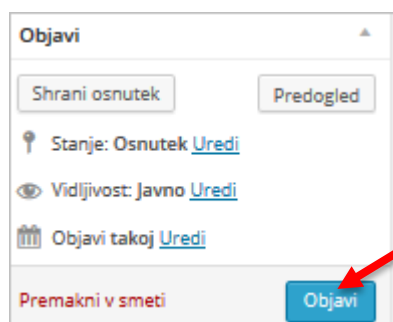 Objavi
Shrani osnutek Predogled
Stanje: Osnutek Uredi
Vidljivost: Javno Uredi
Objavi takoj Uredi
Premakni v smeti Objavi